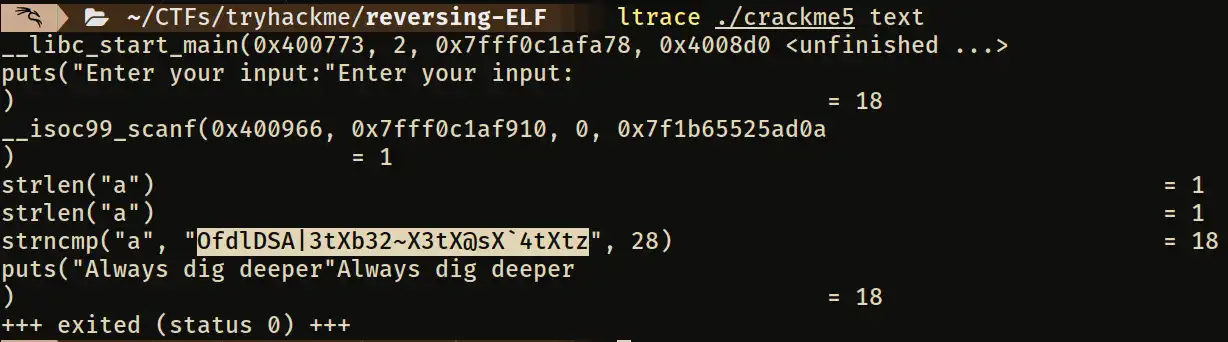 ~/CTFs/tryhackme/reversing-ELF ltrace ./crackme5 text
__libc_start_main(0x400773, 2, 0x7fff0c1afa78, 0x4008d0 <unfinished ...>
puts("Enter your input:"Enter your input:
) = 18
__isoc99_scanf(0x400966, 0x7fff0c1af910, 0, 0x7f1b65525ad0a
) = 1
strlen("a") = 1
strlen("a") = 1
strncmp("a", "OfdlDSA|3tXb32~X3tX@sX`4tXtz", 28) = 18
puts("Always dig deeper"Always dig deeper
) = 18
+++ exited (status 0) +++